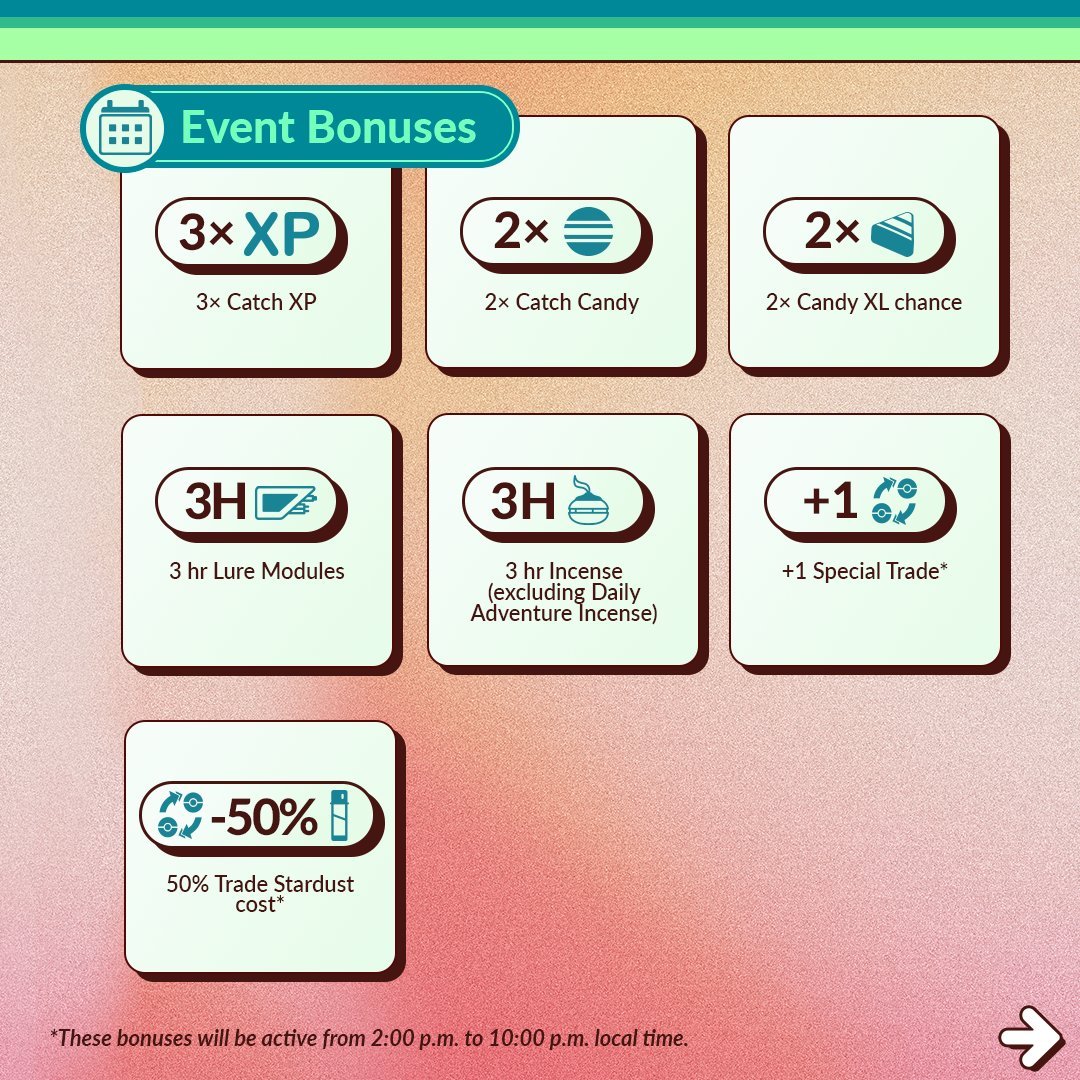 Event Bonuses
3× XP
3× Catch XP
2×
2× Catch Candy
2×
2× Candy XL chance
3H
3 hr Lure Modules
3H
3 hr Incense
(excluding Daily
Adventure Incense)
+1
+1 Special Trade*
-50%
50% Trade Stardust
cost*
*These bonuses will be active from 2:00 p.m. to 10:00 p.m. local time.